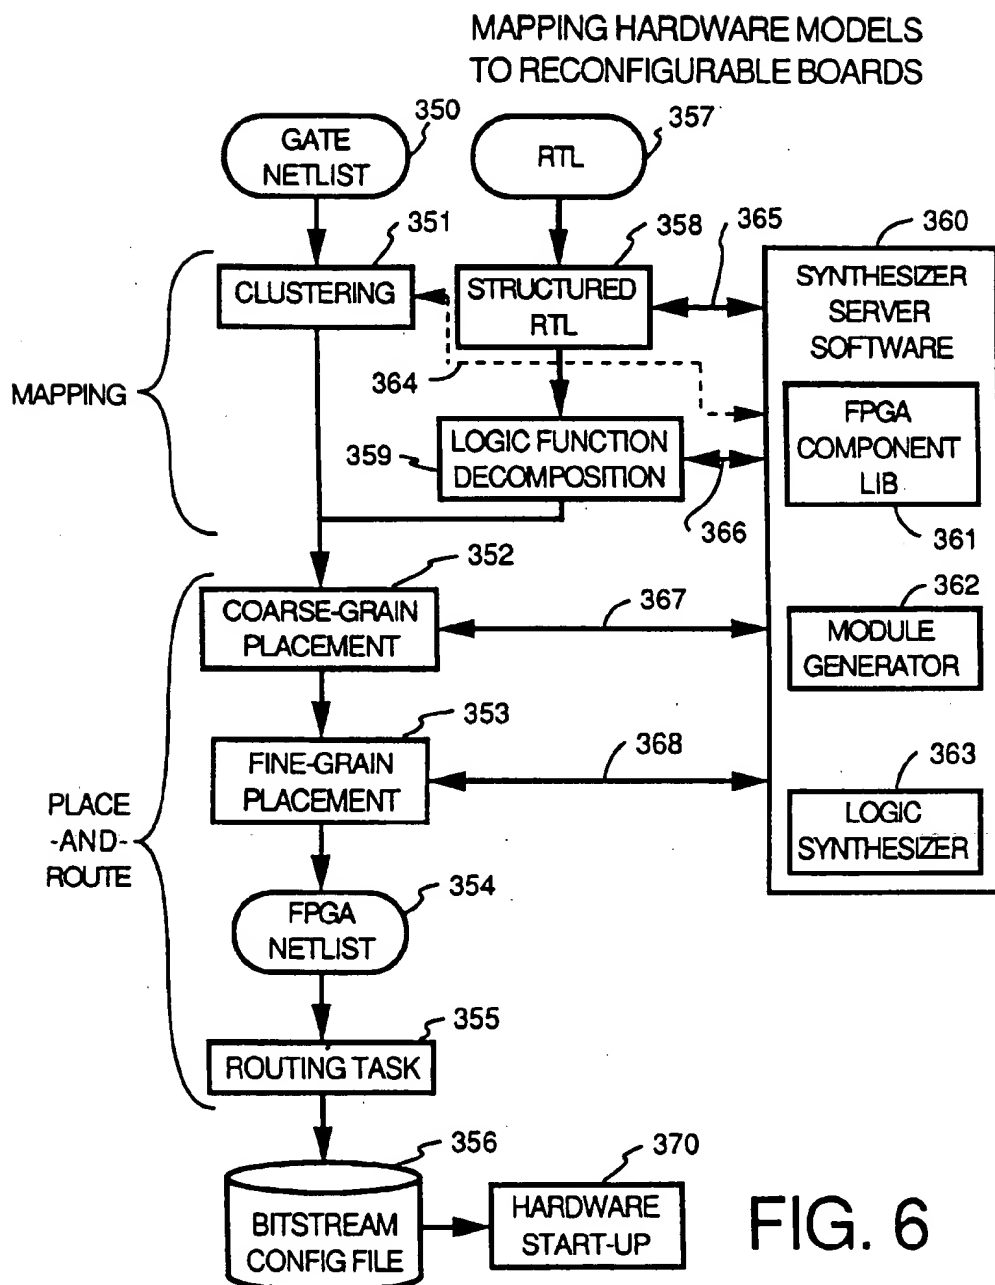 MAPPING HARDWARE MODELS
TO RECONFIGURABLE BOARDS
350
GATE
NETLIST
RTL
357
351
CLUSTERING
358
STRUCTURED
RTL
365
360
SYNTHESIZER
SERVER
SOFTWARE
MAPPING
364
359
LOGIC FUNCTION
DECOMPOSITION
366
FPGA
COMPONENT
LIB
361
352
COARSE-GRAIN
PLACEMENT
367
362
MODULE
GENERATOR
353
FINE-GRAIN
PLACEMENT
368
363
LOGIC
SYNTHESIZER
PLACE
-AND-
ROUTE
354
FPGA
NETLIST
355
ROUTING TASK
356
BITSTREAM
CONFIG FILE
370
HARDWARE
START-UP
FIG. 6